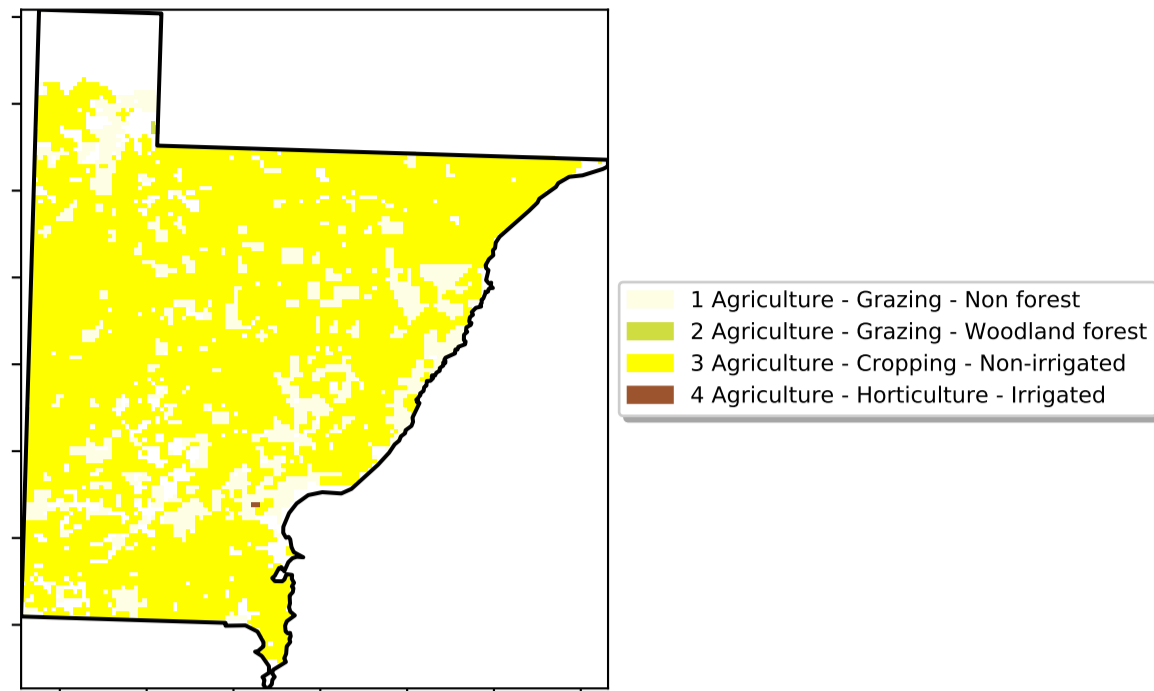 1 Agriculture - Grazing - Non forest
2 Agriculture - Grazing - Woodland forest
3 Agriculture - Cropping - Non-irrigated
4 Agriculture - Horticulture - Irrigated